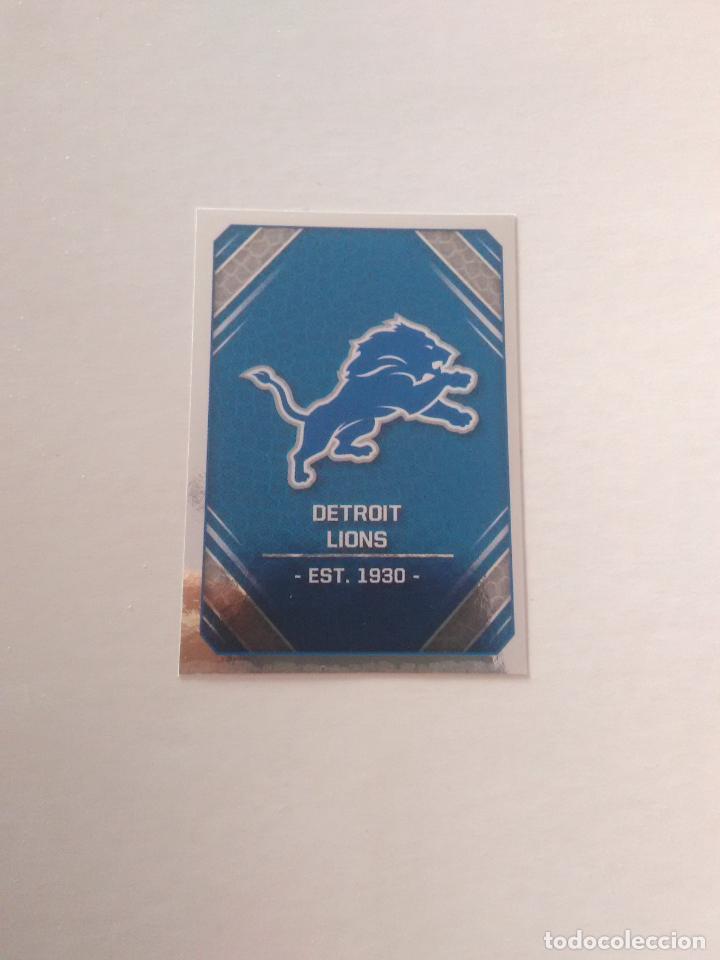 DETROIT
LIONS
- EST. 1930 -
todocoleccion